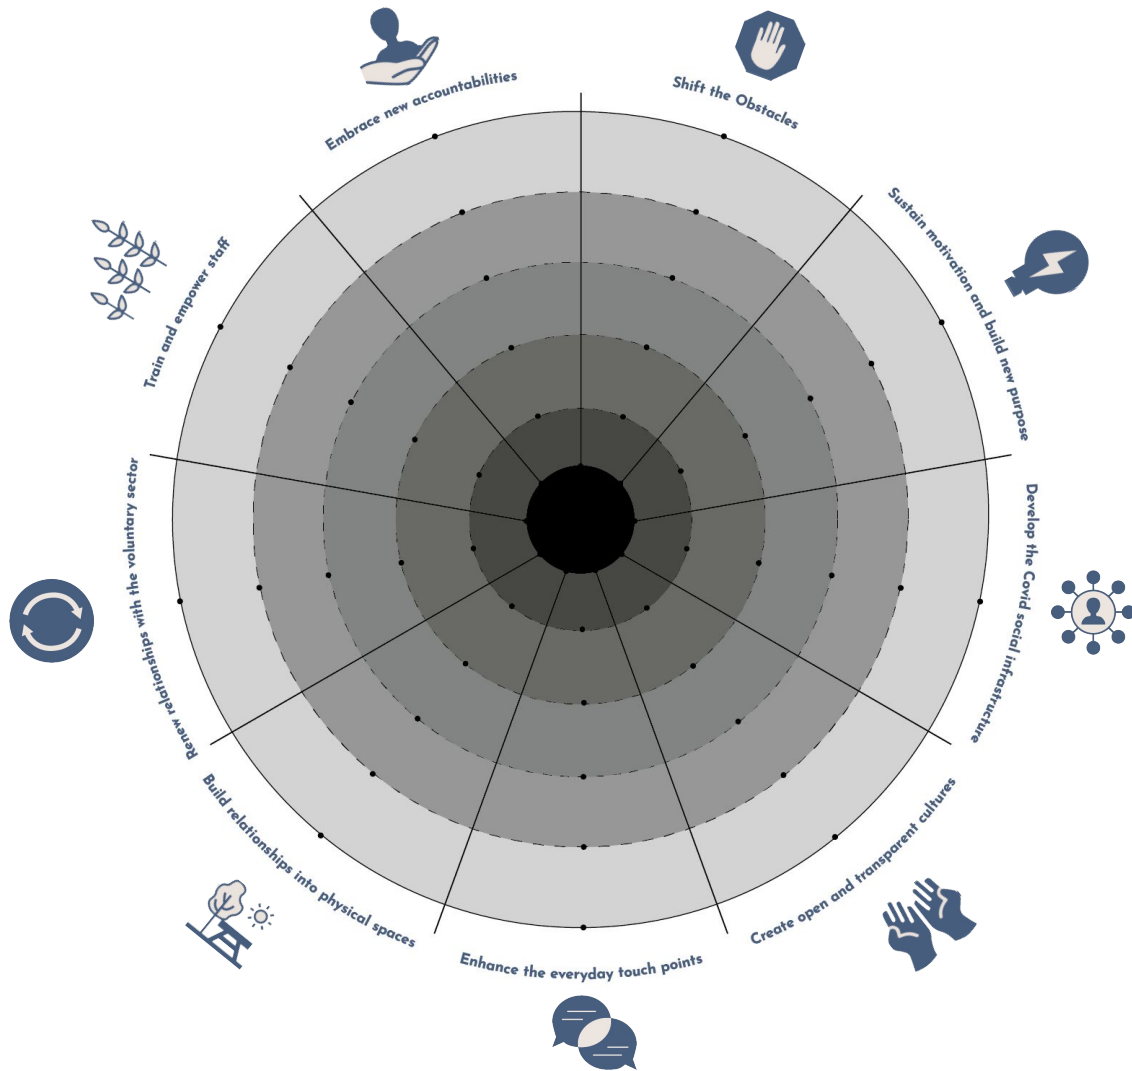 Embrace new accountabilities
Shift the Obstacles
Sustain motivation and build new purpose
Develop the Covid social infrastructure
Create open and transparent cultures
Enhance the everyday touch points
Build relationships into physical spaces
Renew relationships with the voluntary sector
Train and empower staff